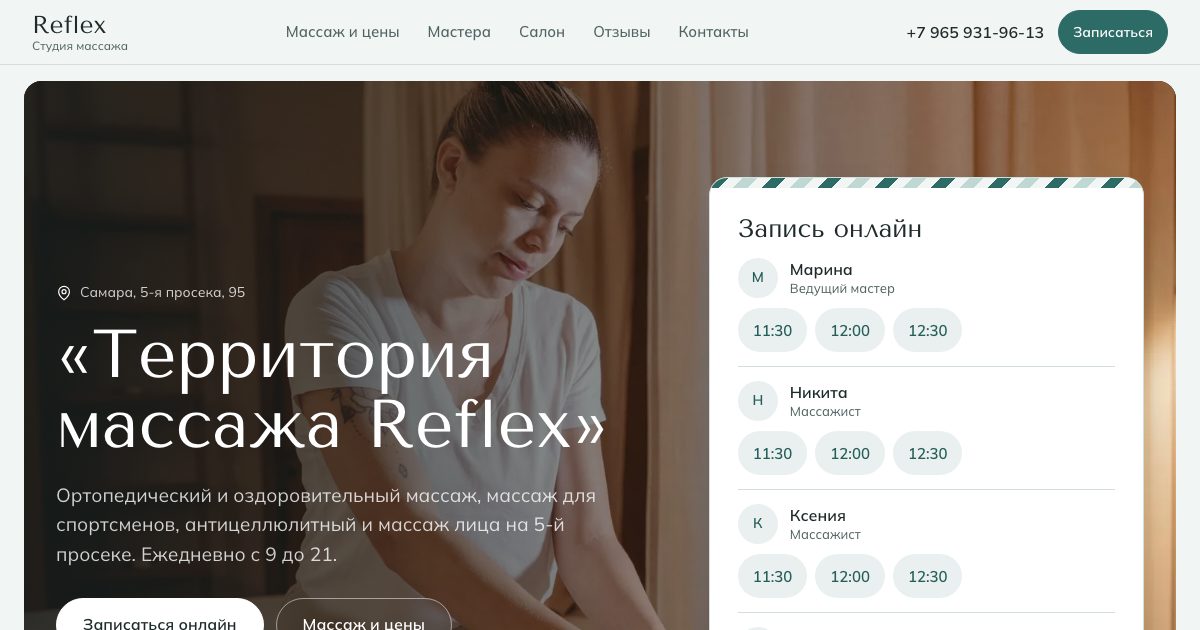 Reflex
Студия массажа
Массаж и цены
Мастера
Салон
Отзывы
Контакты
+7 965 931-96-13
Записаться
Самара, 5-я просека, 95
«Территория
массажа Reflex»
Ортопедический и оздоровительный массаж, массаж для
спортсменов, антицеллюлитный и массаж лица на 5-й
просеке. Ежедневно с 9 до 21.
Записаться онлайн
Массаж и цены
Запись онлайн
М
Марина
Ведущий мастер
11:30
12:00
12:30
Н
Никита
Массажист
11:30
12:00
12:30
К
Ксения
Массажист
11:30
12:00
12:30